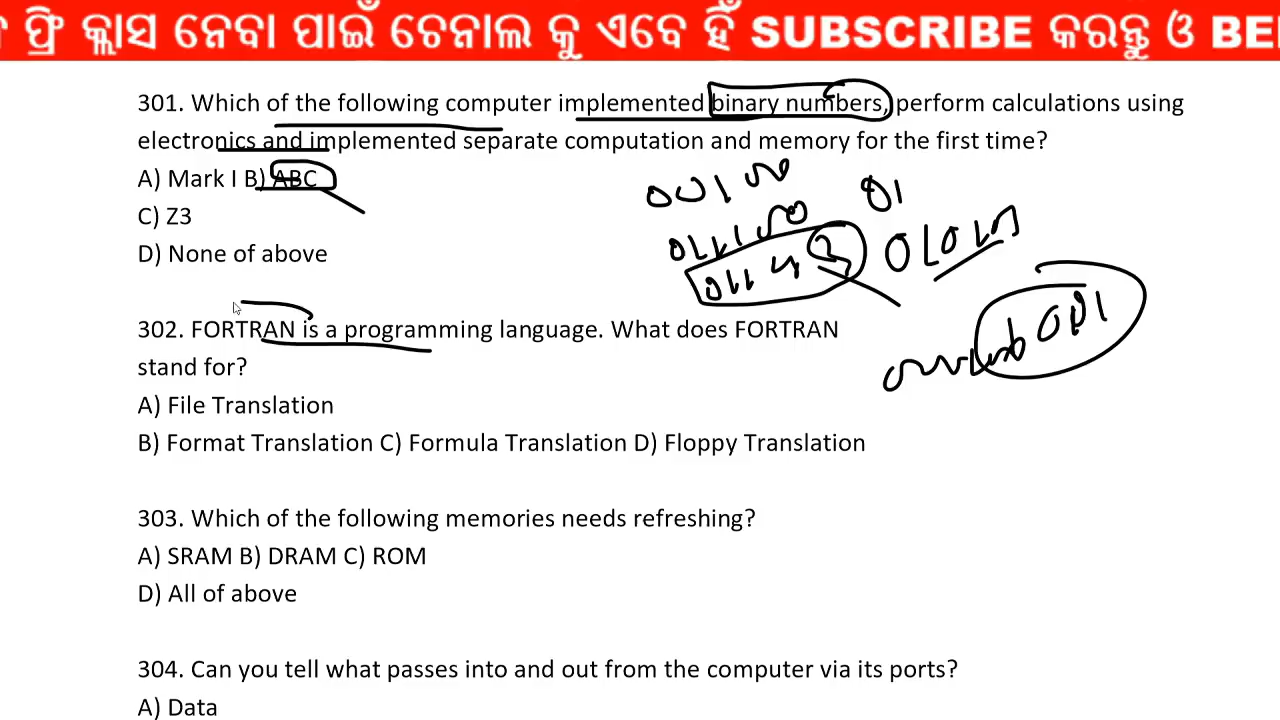 ଫ୍ରି କ୍ଲାସ ନେବା ପାଇଁ ଚେନାଲ କୁ ଏବେ ହିଁ SUBSCRIBE କରନ୍ତୁ ଓ
301. Which of the following computer implemented binary numbers, perform calculations using
electronics and implemented separate computation and memory for the first time?
A) Mark I B) ABC
C) Z3
D) None of above
302. FORTRAN is a programming language. What does FORTRAN
stand for?
A) File Translation
B) Format Translation C) Formula Translation D) Floppy Translation
303. Which of the following memories needs refreshing?
A) SRAM B) DRAM C) ROM
D) All of above
304. Can you tell what passes into and out from the computer via its ports?
A) Data